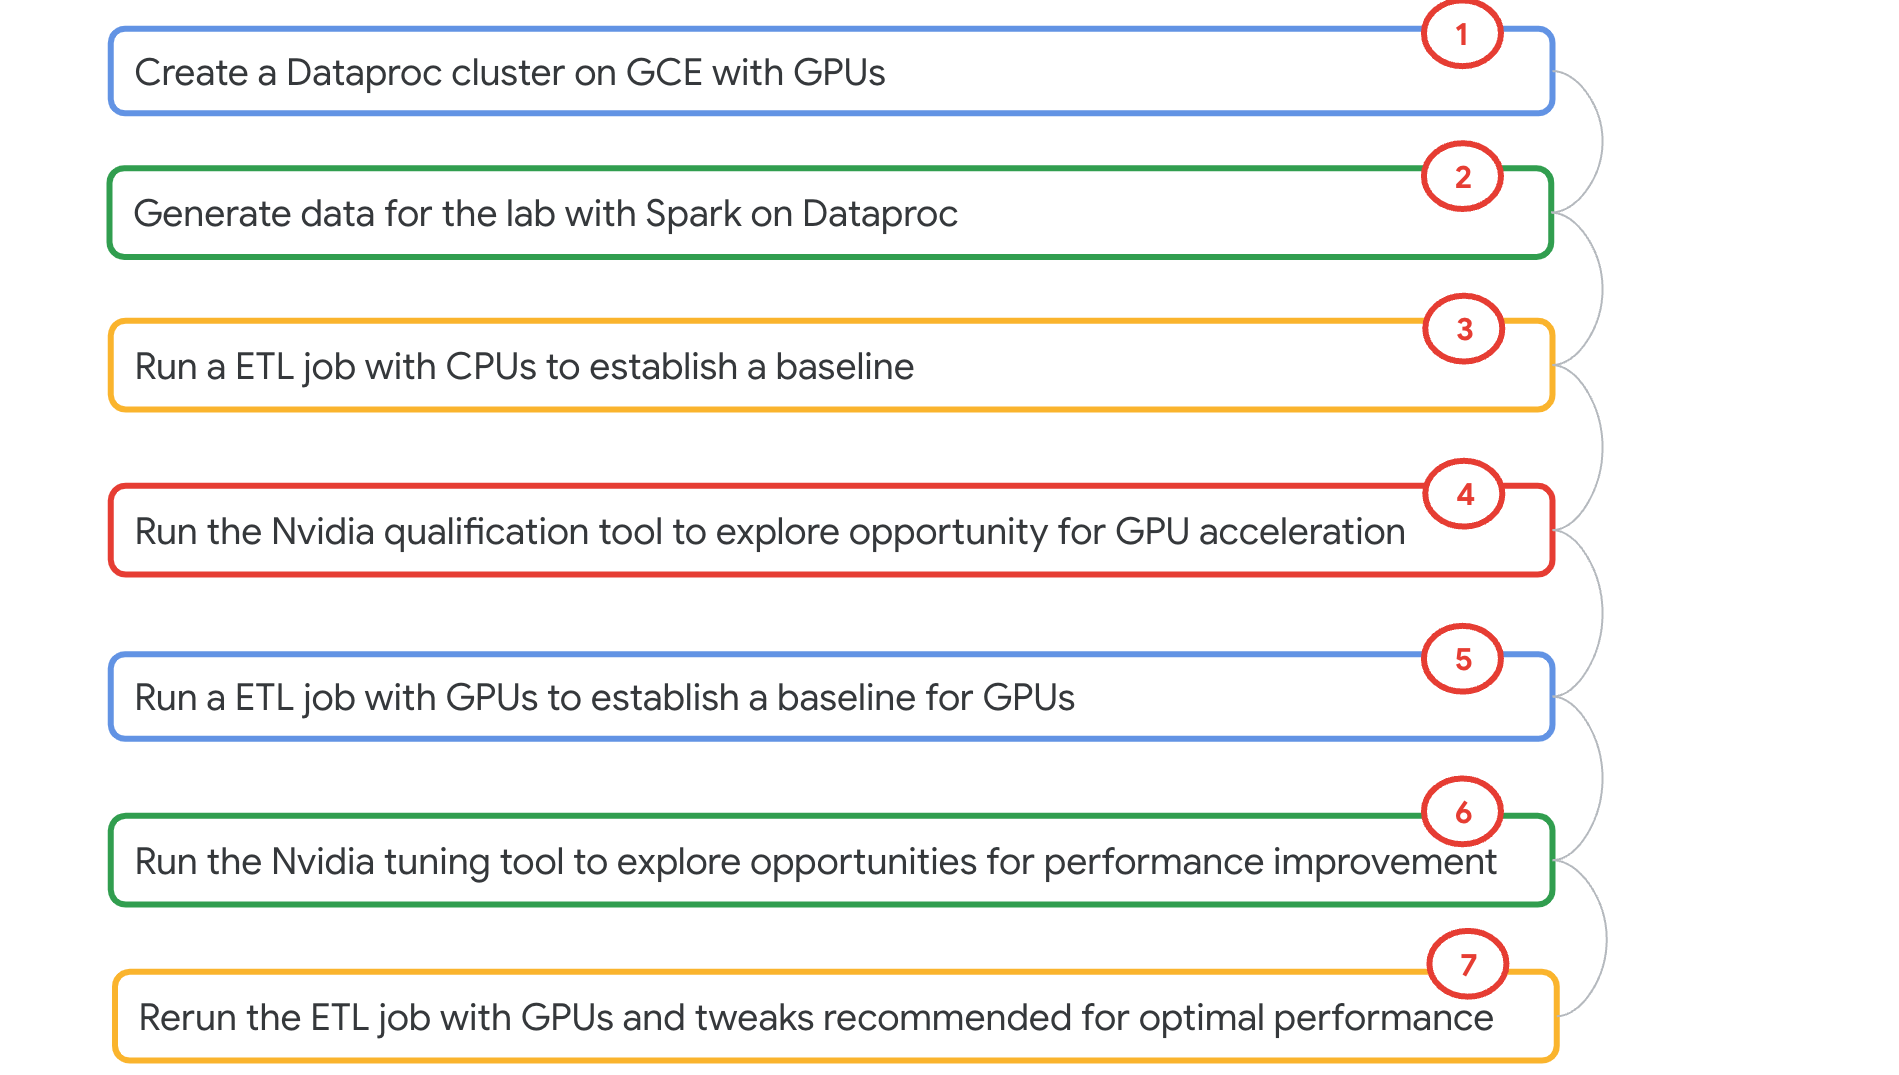 1
Create a Dataproc cluster on GCE with GPUs
2
Generate data for the lab with Spark on Dataproc
3
Run a ETL job with CPUs to establish a baseline
4
Run the Nvidia qualification tool to explore opportunity for GPU acceleration
5
Run a ETL job with GPUs to establish a baseline for GPUs
6
Run the Nvidia tuning tool to explore opportunities for performance improvement
7
Rerun the ETL job with GPUs and tweaks recommended for optimal performance